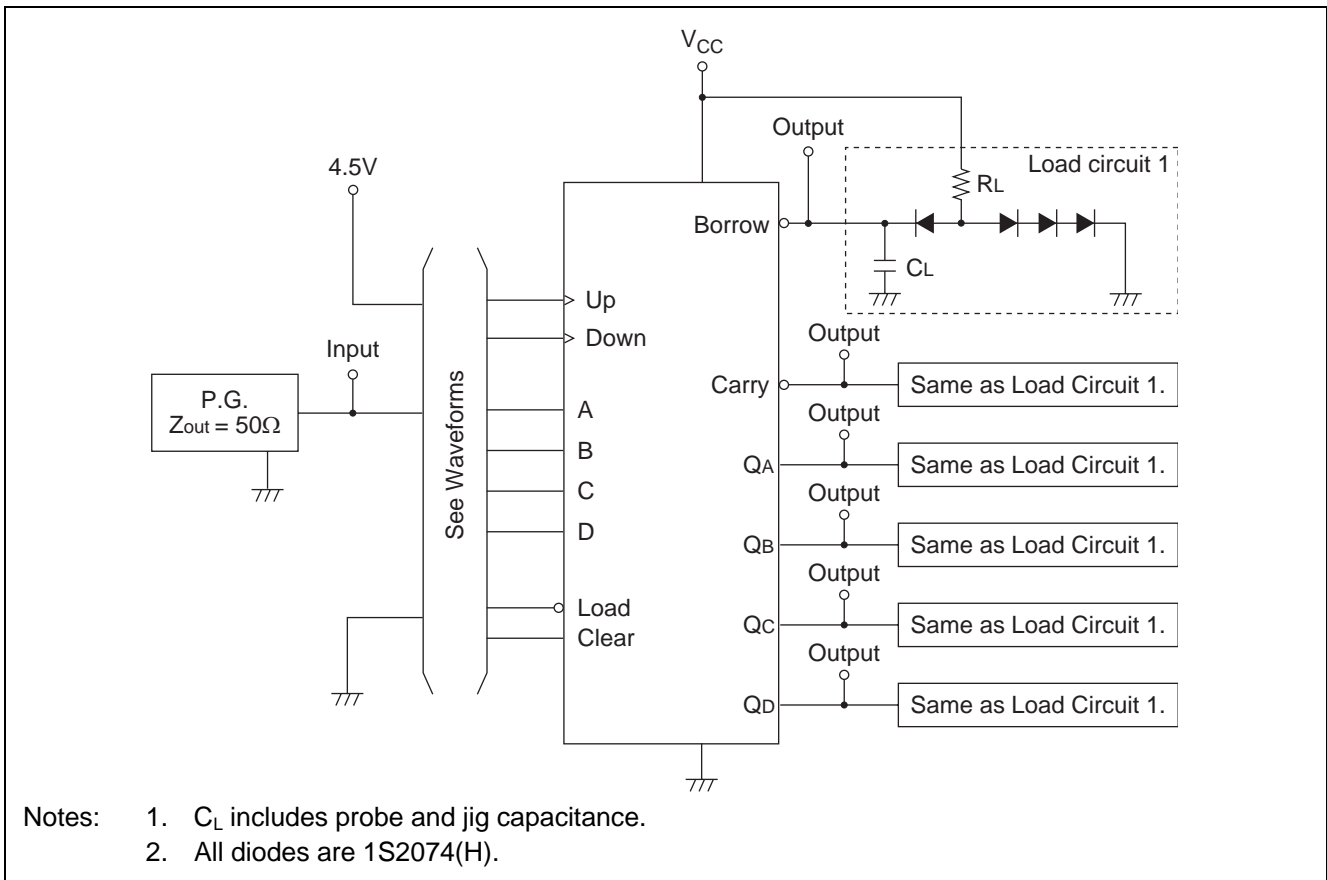 VCC
Output
4.5V
Load circuit 1
RL
Borrow
CL
Up
Down
Input
Output
P.G.
Zout = 50Ω
See Waveforms
Carry
Same as Load Circuit 1.
A
Output
B
QA
Same as Load Circuit 1.
C
Output
D
QB
Same as Load Circuit 1.
Output
Load
Clear
QC
Same as Load Circuit 1.
Output
QD
Same as Load Circuit 1.
Notes: 1. CL includes probe and jig capacitance.
2. All diodes are 1S2074(H).